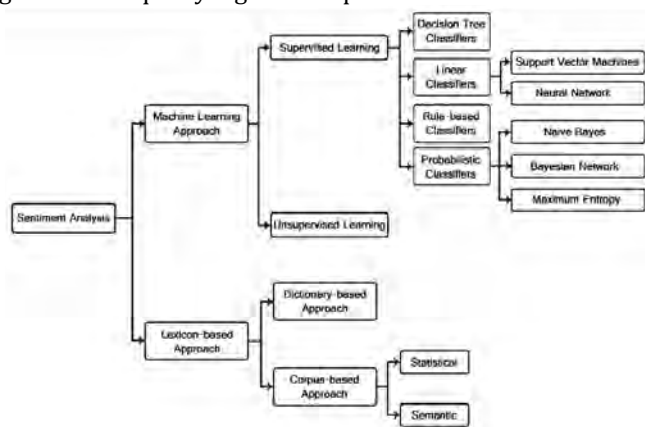 Supervised Learning
Decision Tree
Classifiers
Linear
Classifiers
Support Vector Machines
Neural Network
Machine Learning
Approach
Rule-based
Classifiers
Naive Bayes
Probabilistic
Classifiers
Bayesian Network
Maximum Entropy
Sentiment Analysis
Unsupervised Learning
Dictionary-based
Approach
Lexicon-based
Approach
Statistical
Corpus-based
Approach
Semantic